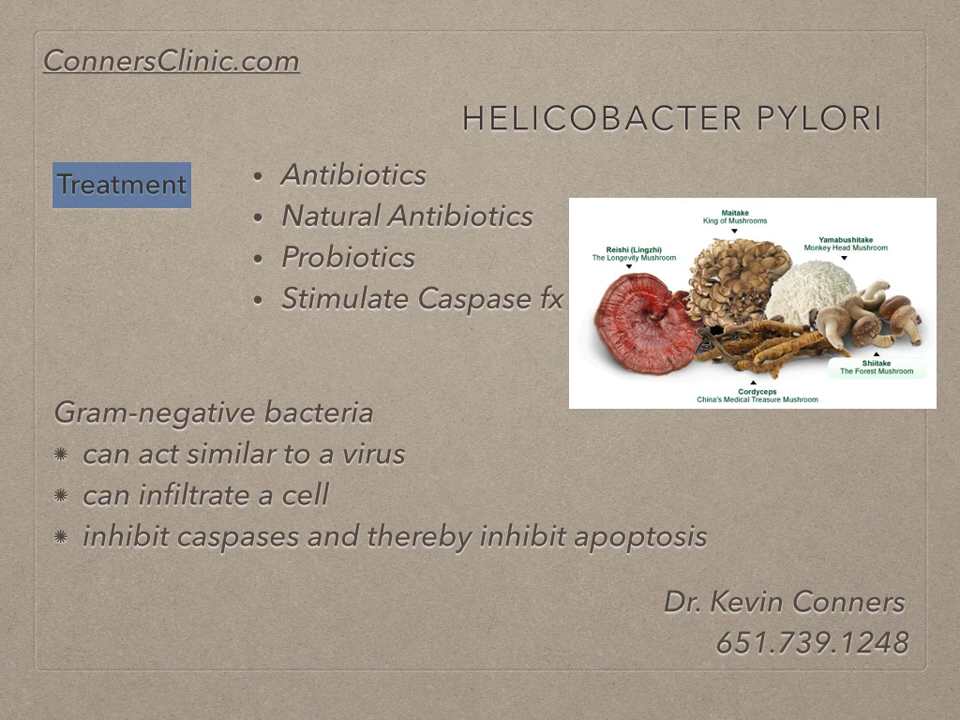 ConnersClinic.com
HELICOBACTER PYLORI
Treatment
• Antibiotics
• Natural Antibiotics
• Probiotics
• Stimulate Caspase fx
Maitake
King of Mushrooms
Yamabushitake
Monkey Head Mushroom
Reishi (Lingzhi)
The Longevity Mushroom
Shiitake
The Forest Mushroom
Cordyceps
China's Medical Treasure Mushroom
Gram-negative bacteria
✺ can act similar to a virus
✺ can infiltrate a cell
✺ inhibit caspases and thereby inhibit apoptosis
Dr. Kevin Conners
651.739.1248